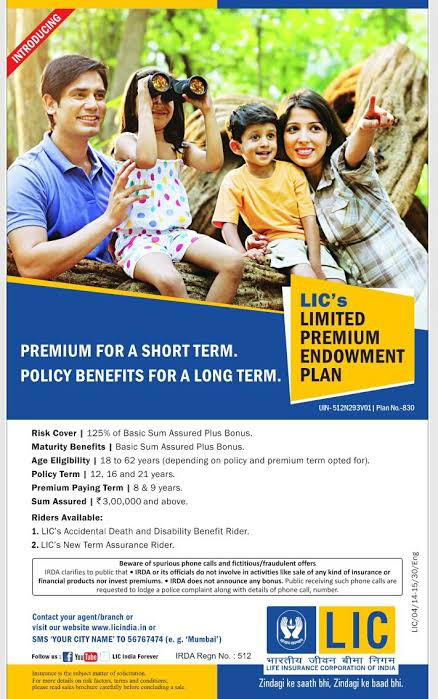 INTRODUCING
LIC's
LIMITED
PREMIUM
ENDOWMENT
PLAN
PREMIUM FOR A SHORT TERM.
POLICY BENEFITS FOR A LONG TERM.
UIN- 512N293V01 | Plan No.-830
Risk Cover | 125% of Basic Sum Assured Plus Bonus.
Maturity Benefits | Basic Sum Assured Plus Bonus.
Age Eligibility | 18 to 62 years (depending on policy and premium term opted for).
Policy Term | 12, 16 and 21 years.
Premium Paying Term | 8 & 9 years.
Sum Assured | ₹ 3,00,000 and above.
Riders Available:
1. LIC's Accidental Death and Disability Benefit Rider.
2. LIC's New Term Assurance Rider.
Beware of spurious phone calls and fictitious/fraudulent offers
IRDA clarifies to public that • IRDA or its officials do not involve in activities like sale of any kind of insurance or
financial products nor invest premiums. • IRDA does not announce any bonus. Public receiving such phone calls are
requested to lodge a police complaint along with details of phone call, number.
LIC/04/14-15/30/Eng
Contact your agent/branch or
visit our website www.licindia.in or
SMS 'YOUR CITY NAME' TO 56767474 (e. g. 'Mumbai')
Follow us : f YouTube LIC India Forever IRDA Regn No. : 512
LIC
भारतीय जीवन बीमा निगम
LIFE INSURANCE CORPORATION OF INDIA
Zindagi ke saath bhi, Zindagi ke baad bhi.
Insurance is the subject matter of solicitation.
For more details on risk factors, terms and conditions,
please read sales brochure carefully before concluding a sale.